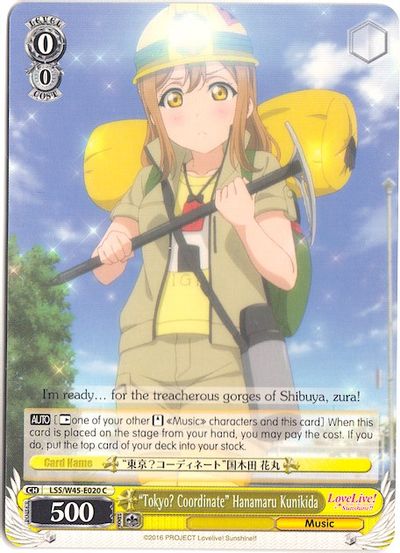 LEVEL
0
0
COST
I'm ready... for the treacherous gorges of Shibuya, zura!
AUTO [one of your other «Music» characters and this card] When this card is placed on the stage from your hand, you may pay the cost. If you do, put the top card of your deck into your stock.
Card Name "東京?コーディネート"国木田 花丸
CH LSS/W45-E020 C
"Tokyo? Coordinate" Hanamaru Kunikida
500
LoveLive!
Sunshine!!
Music
©2016 PROJECT Lovelive! Sunshine!!